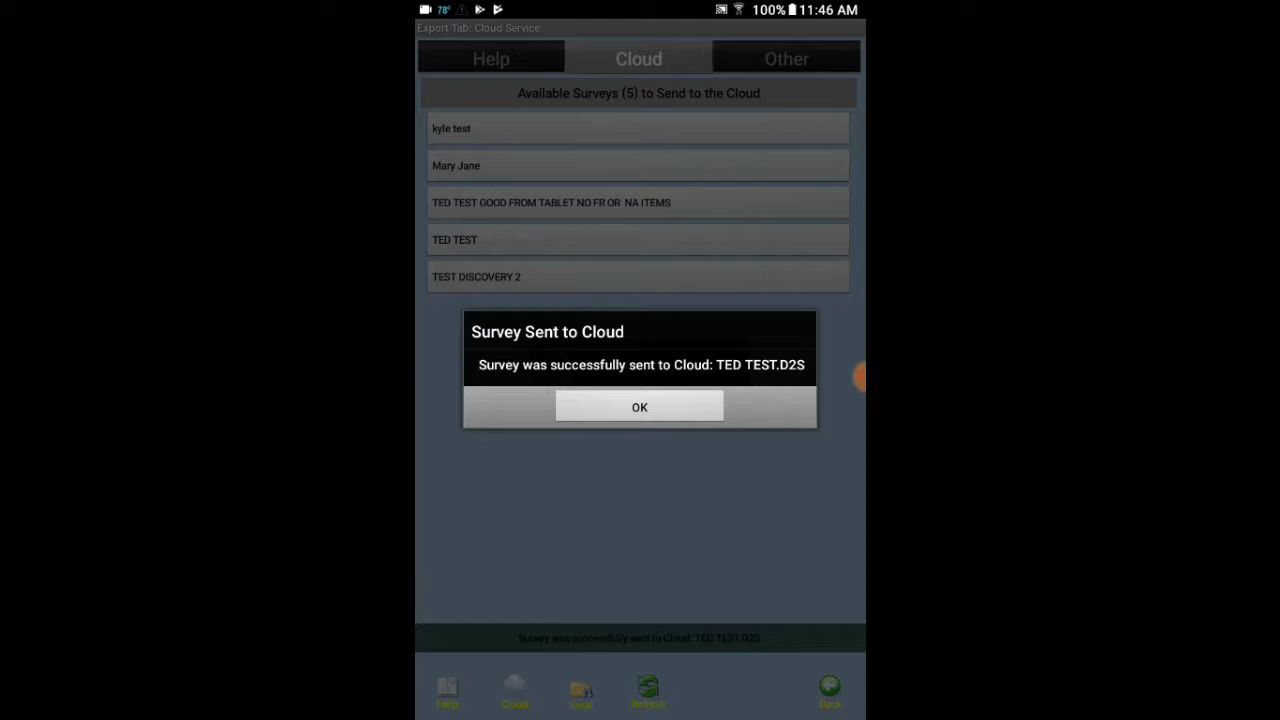 78° 100% 11:46 AM
Export Tab: Cloud Service
Help Cloud Other
Available Surveys (5) to Send to the Cloud
kyle test
Mary Jane
TED TEST GOOD FROM TABLET NO FR OR NA ITEMS
TED TEST
TEST DISCOVERY 2
Survey Sent to Cloud
Survey was successfully sent to Cloud: TED TEST.D2S
OK
Survey was successfully sent to Cloud: TED TEST.D2S
Help Cloud Local Refresh Back